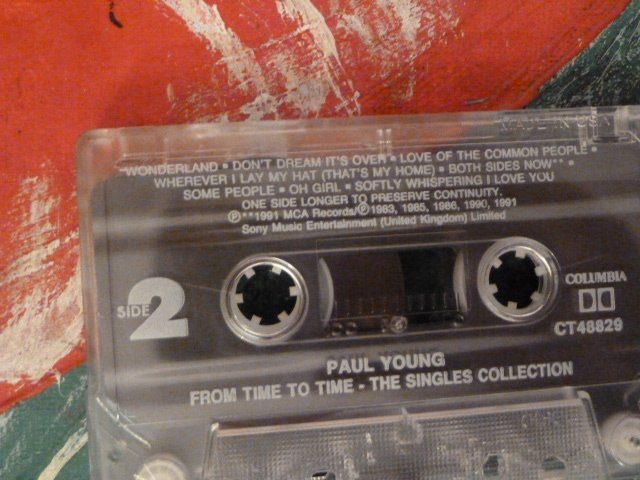 WONDERLAND • DON'T DREAM IT'S OVER • LOVE OF THE COMMON PEOPLE •
WHEREVER I LAY MY HAT (THAT'S MY HOME) • BOTH SIDES NOW** •
SOME PEOPLE • OH GIRL • SOFTLY WHISPERING I LOVE YOU
ONE SIDE LONGER TO PRESERVE CONTINUITY.
℗**1991 MCA Records/℗1983, 1985, 1986, 1990, 1991
Sony Music Entertainment (United Kingdom) Limited
SIDE 2
COLUMBIA
CT48829
PAUL YOUNG
FROM TIME TO TIME - THE SINGLES COLLECTION